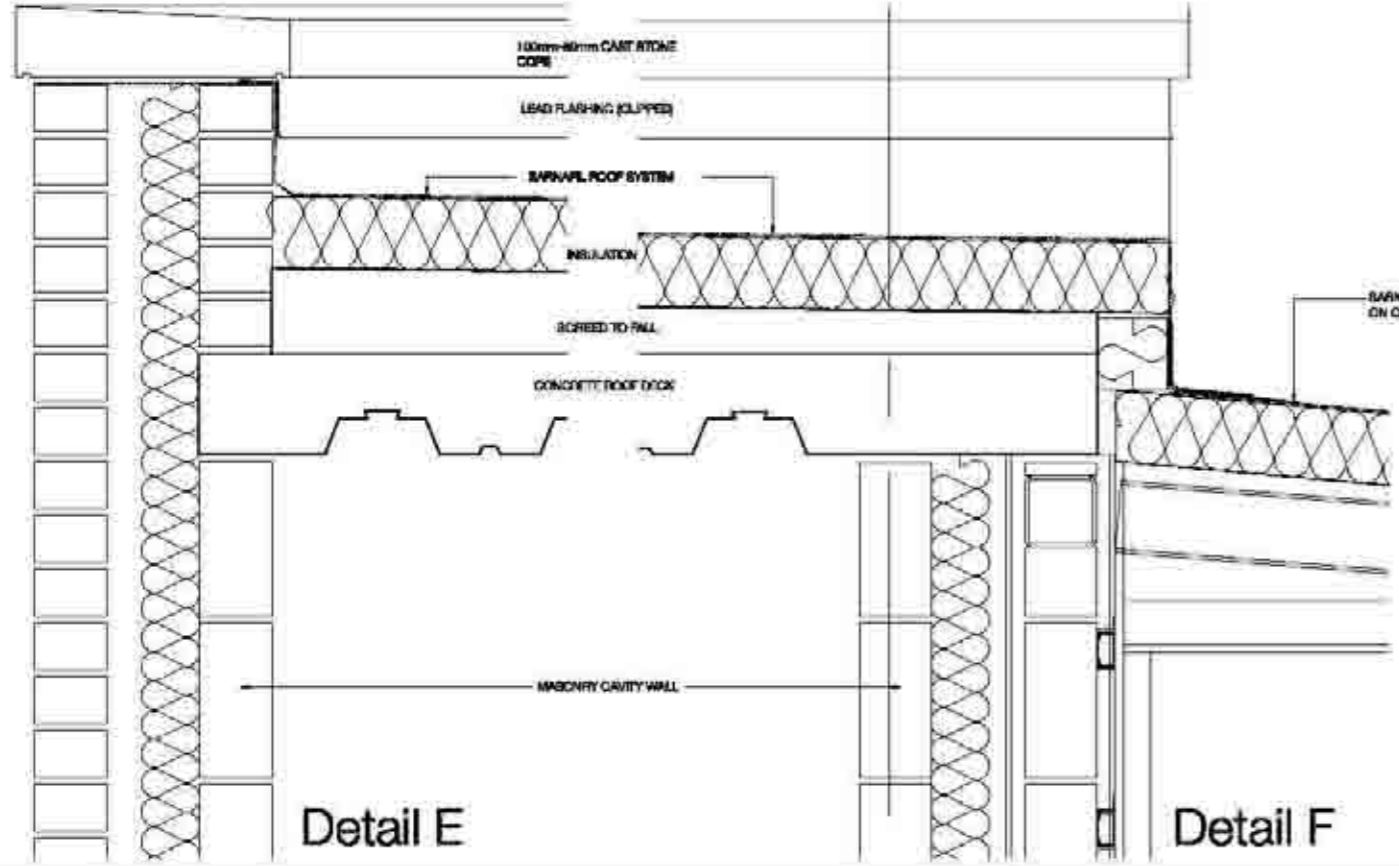 100mm-80mm CAST STONE
COPE
LEAD FLASHING (CLIPPED)
SARNAFIL ROOF SYSTEM
INSULATION
SCREED TO FALL
CONCRETE ROOF DECK
ON
MASONRY CAVITY WALL
Detail E
Detail F